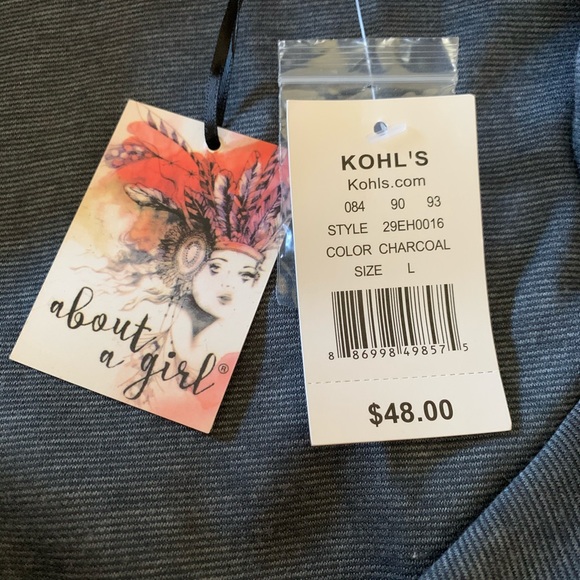 about
a girl®
KOHL'S
Kohls.com
084 90 93
STYLE 29EH0016
COLOR CHARCOAL
SIZE L
8 86998 49857 5
$48.00